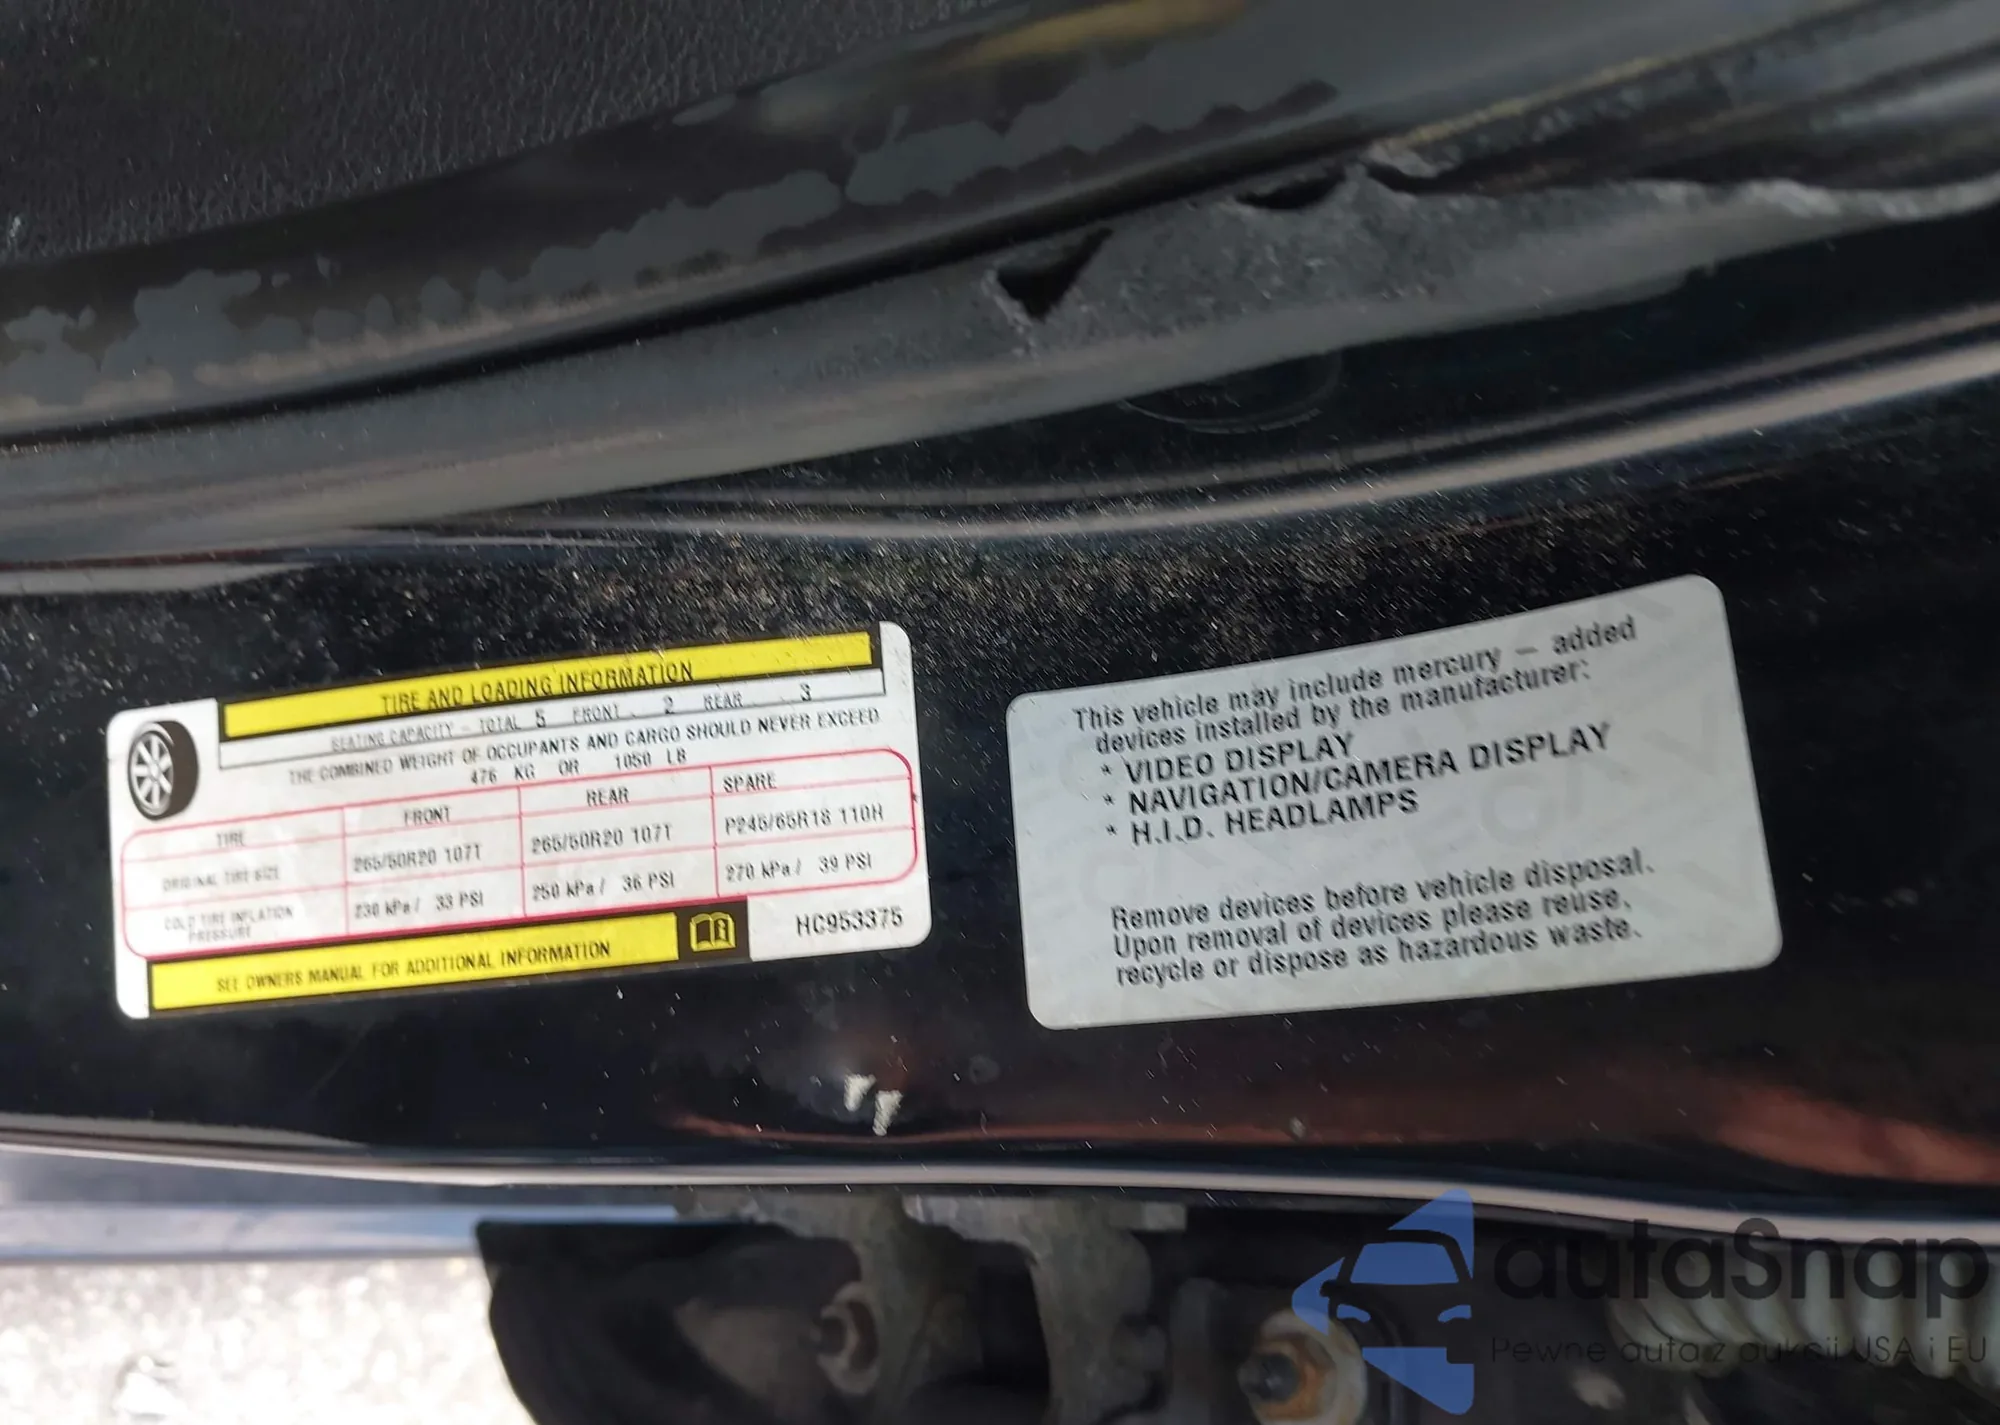 TIRE AND LOADING INFORMATION
SEATING CAPACITY - TOTAL 5 FRONT 2 REAR 3
THE COMBINED WEIGHT OF OCCUPANTS AND CARGO SHOULD NEVER EXCEED
476 KG OR 1050 LB
TIRE FRONT REAR SPARE
ORIGINAL TIRE SIZE 265/50R20 107T 265/50R20 107T P245/65R18 110H
COLD TIRE INFLATION PRESSURE 230 kPa / 33 PSI 250 kPa / 36 PSI 270 kPa / 39 PSI
SEE OWNERS MANUAL FOR ADDITIONAL INFORMATION
HC953375
This vehicle may include mercury – added
devices installed by the manufacturer:
* VIDEO DISPLAY
* NAVIGATION/CAMERA DISPLAY
* H.I.D. HEADLAMPS
Remove devices before vehicle disposal.
Upon removal of devices please reuse,
recycle or dispose as hazardous waste.
autaSnap
Pewne auta z aukcji USA i EU